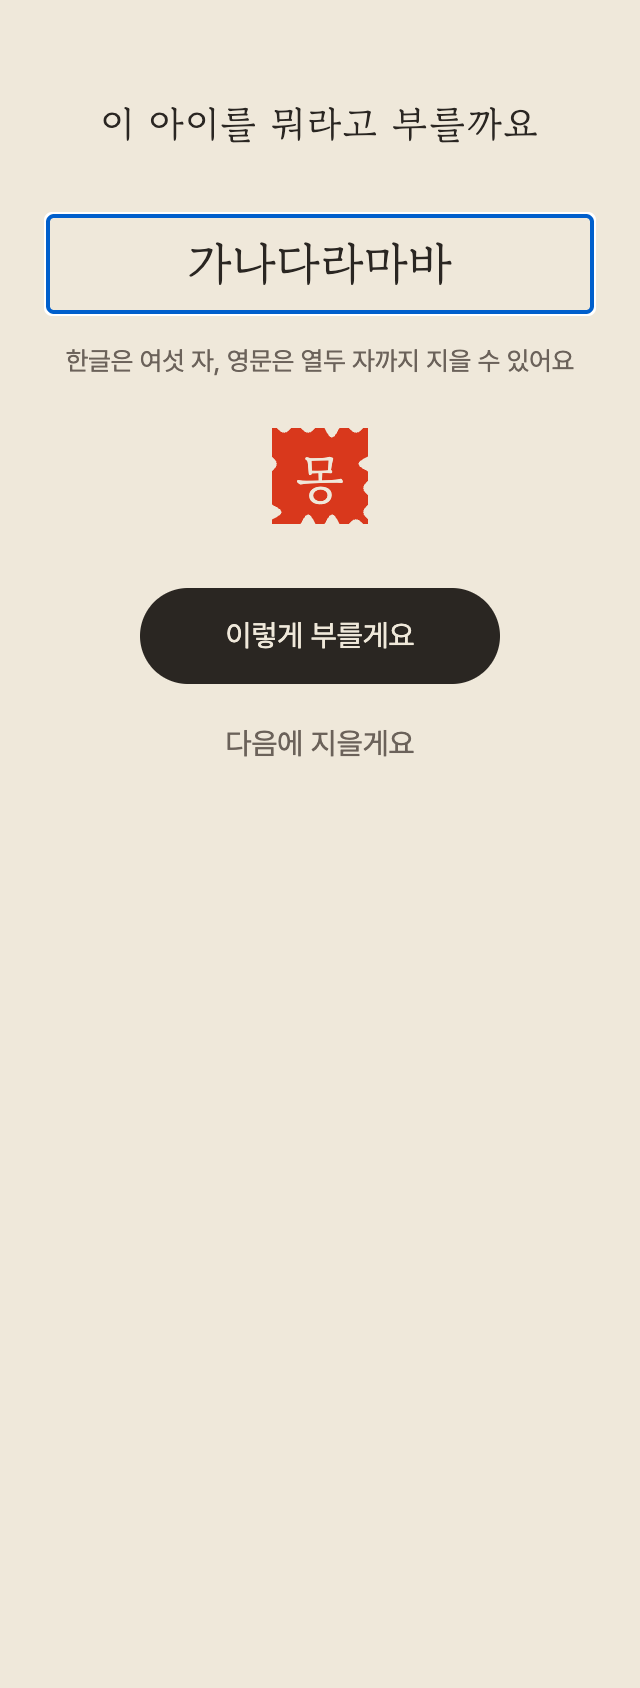 이 아이를 뭐라고 부를까요
가나다라마바
한글은 여섯 자, 영문은 열두 자까지 지을 수 있어요
몽
이렇게 부를게요
다음에 지을게요